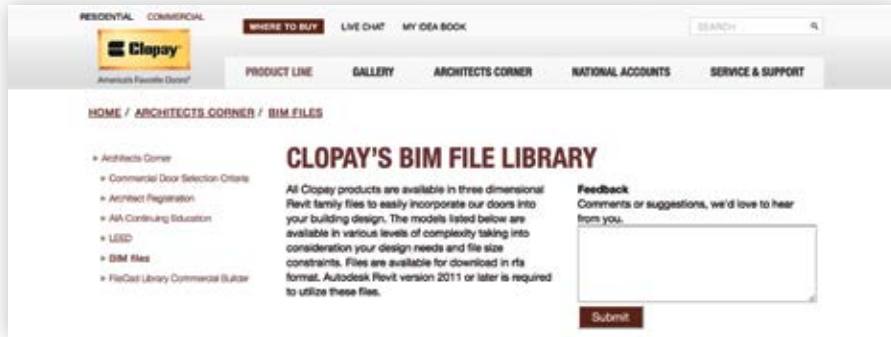 RESIDENTIAL COMMERCIAL
WHERE TO BUY LIVE CHAT MY IDEA BOOK SEARCH
Clopay
America's Favorite Doors®
PRODUCT LINE GALLERY ARCHITECTS CORNER NATIONAL ACCOUNTS SERVICE & SUPPORT
HOME / ARCHITECTS CORNER / BIM FILES
» Architects Corner
» Commercial Door Selection Criteria
» Architect Registration
» AIA Continuing Education
» LEED
» BIM files
» FileCast Library Commercial Builder
CLOPAY'S BIM FILE LIBRARY
All Clopay products are available in three dimensional
Revit family files to easily incorporate our doors into
your building design. The models listed below are
available in various levels of complexity taking into
consideration your design needs and file size
constraints. Files are available for download in rfa
format. Autodesk Revit version 2011 or later is required
to utilize these files.
Feedback
Comments or suggestions, we'd love to hear
from you.
Submit